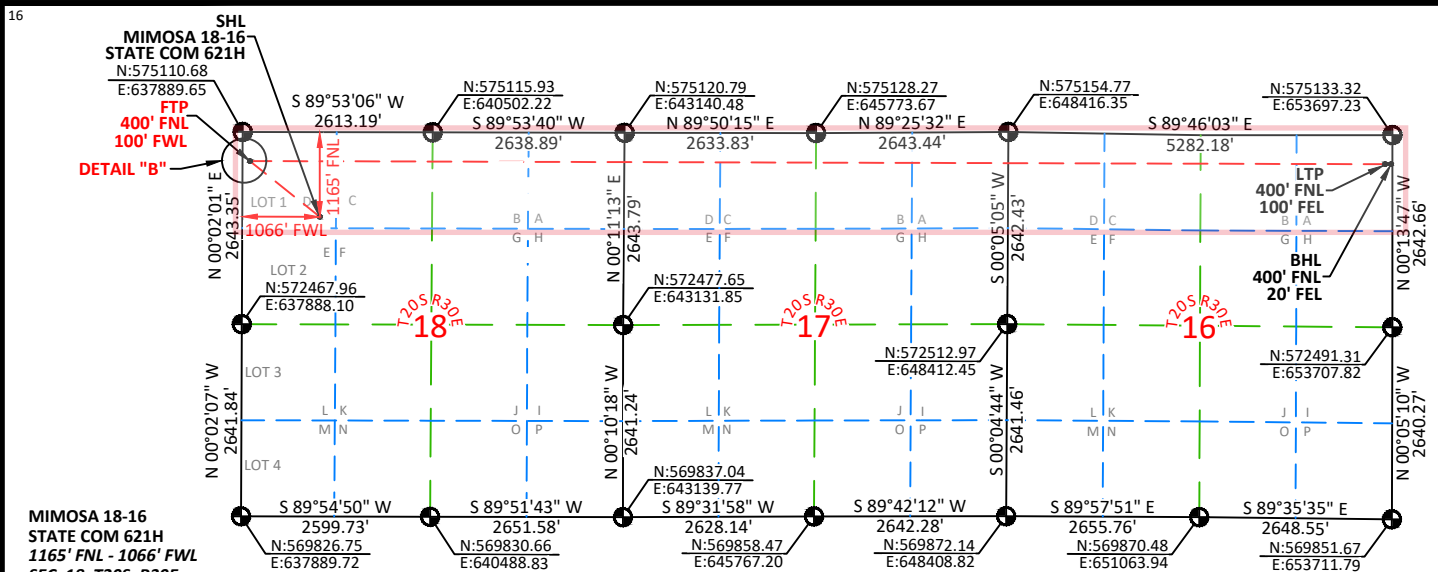 16
SHL
MIMOSA 18-16
STATE COM 621H
N:575110.68
E:637889.65
FTP
400' FNL
100' FWL
DETAIL "B"
S 89°53'06" W
2613.19'
N:575115.93
E:640502.22
S 89°53'40" W
2638.89'
N:575120.79
E:643140.48
N 89°50'15" E
2633.83'
N:575128.27
E:645773.67
N 89°25'32" E
2643.44'
N:575154.77
E:648416.35
S 89°46'03" E
5282.18'
N:575133.32
E:653697.23
N 00°02'01" E
2643.35'
LOT 1
D
C
1165' FNL
1066' FWL
B A
G H
N 00°11'13" E
2643.79'
D C
E F
B A
G H
S 00°05'05" W
2642.43'
D C
E F
B A
G H
LTP
400' FNL
100' FEL
N 00°13'47" W
2642.66'
BHL
400' FNL
20' FEL
E F
LOT 2
N:572467.96
E:637888.10
T20S R30E
18
N:572477.65
E:643131.85
T20S R30E
17
N:572512.97
E:648412.45
T20S R30E
16
N:572491.31
E:653707.82
N 00°02'07" W
2641.84'
LOT 3
L K
M N
J I
O P
N 00°10'18" W
2641.24'
L K
M N
J I
O P
S 00°04'44" W
2641.46'
L K
M N
J I
O P
N 00°05'10" W
2640.27'
LOT 4
N:569837.04
E:643139.77
S 89°54'50" W
2599.73'
S 89°51'43" W
2651.58'
S 89°31'58" W
2628.14'
S 89°42'12" W
2642.28'
S 89°57'51" E
2655.76'
S 89°35'35" E
2648.55'
N:569826.75
E:637889.72
N:569830.66
E:640488.83
N:569858.47
E:645767.20
N:569872.14
E:648408.82
N:569870.48
E:651063.94
N:569851.67
E:653711.79
MIMOSA 18-16
STATE COM 621H
1165' FNL - 1066' FWL
SEC. 18, T20S, R30E